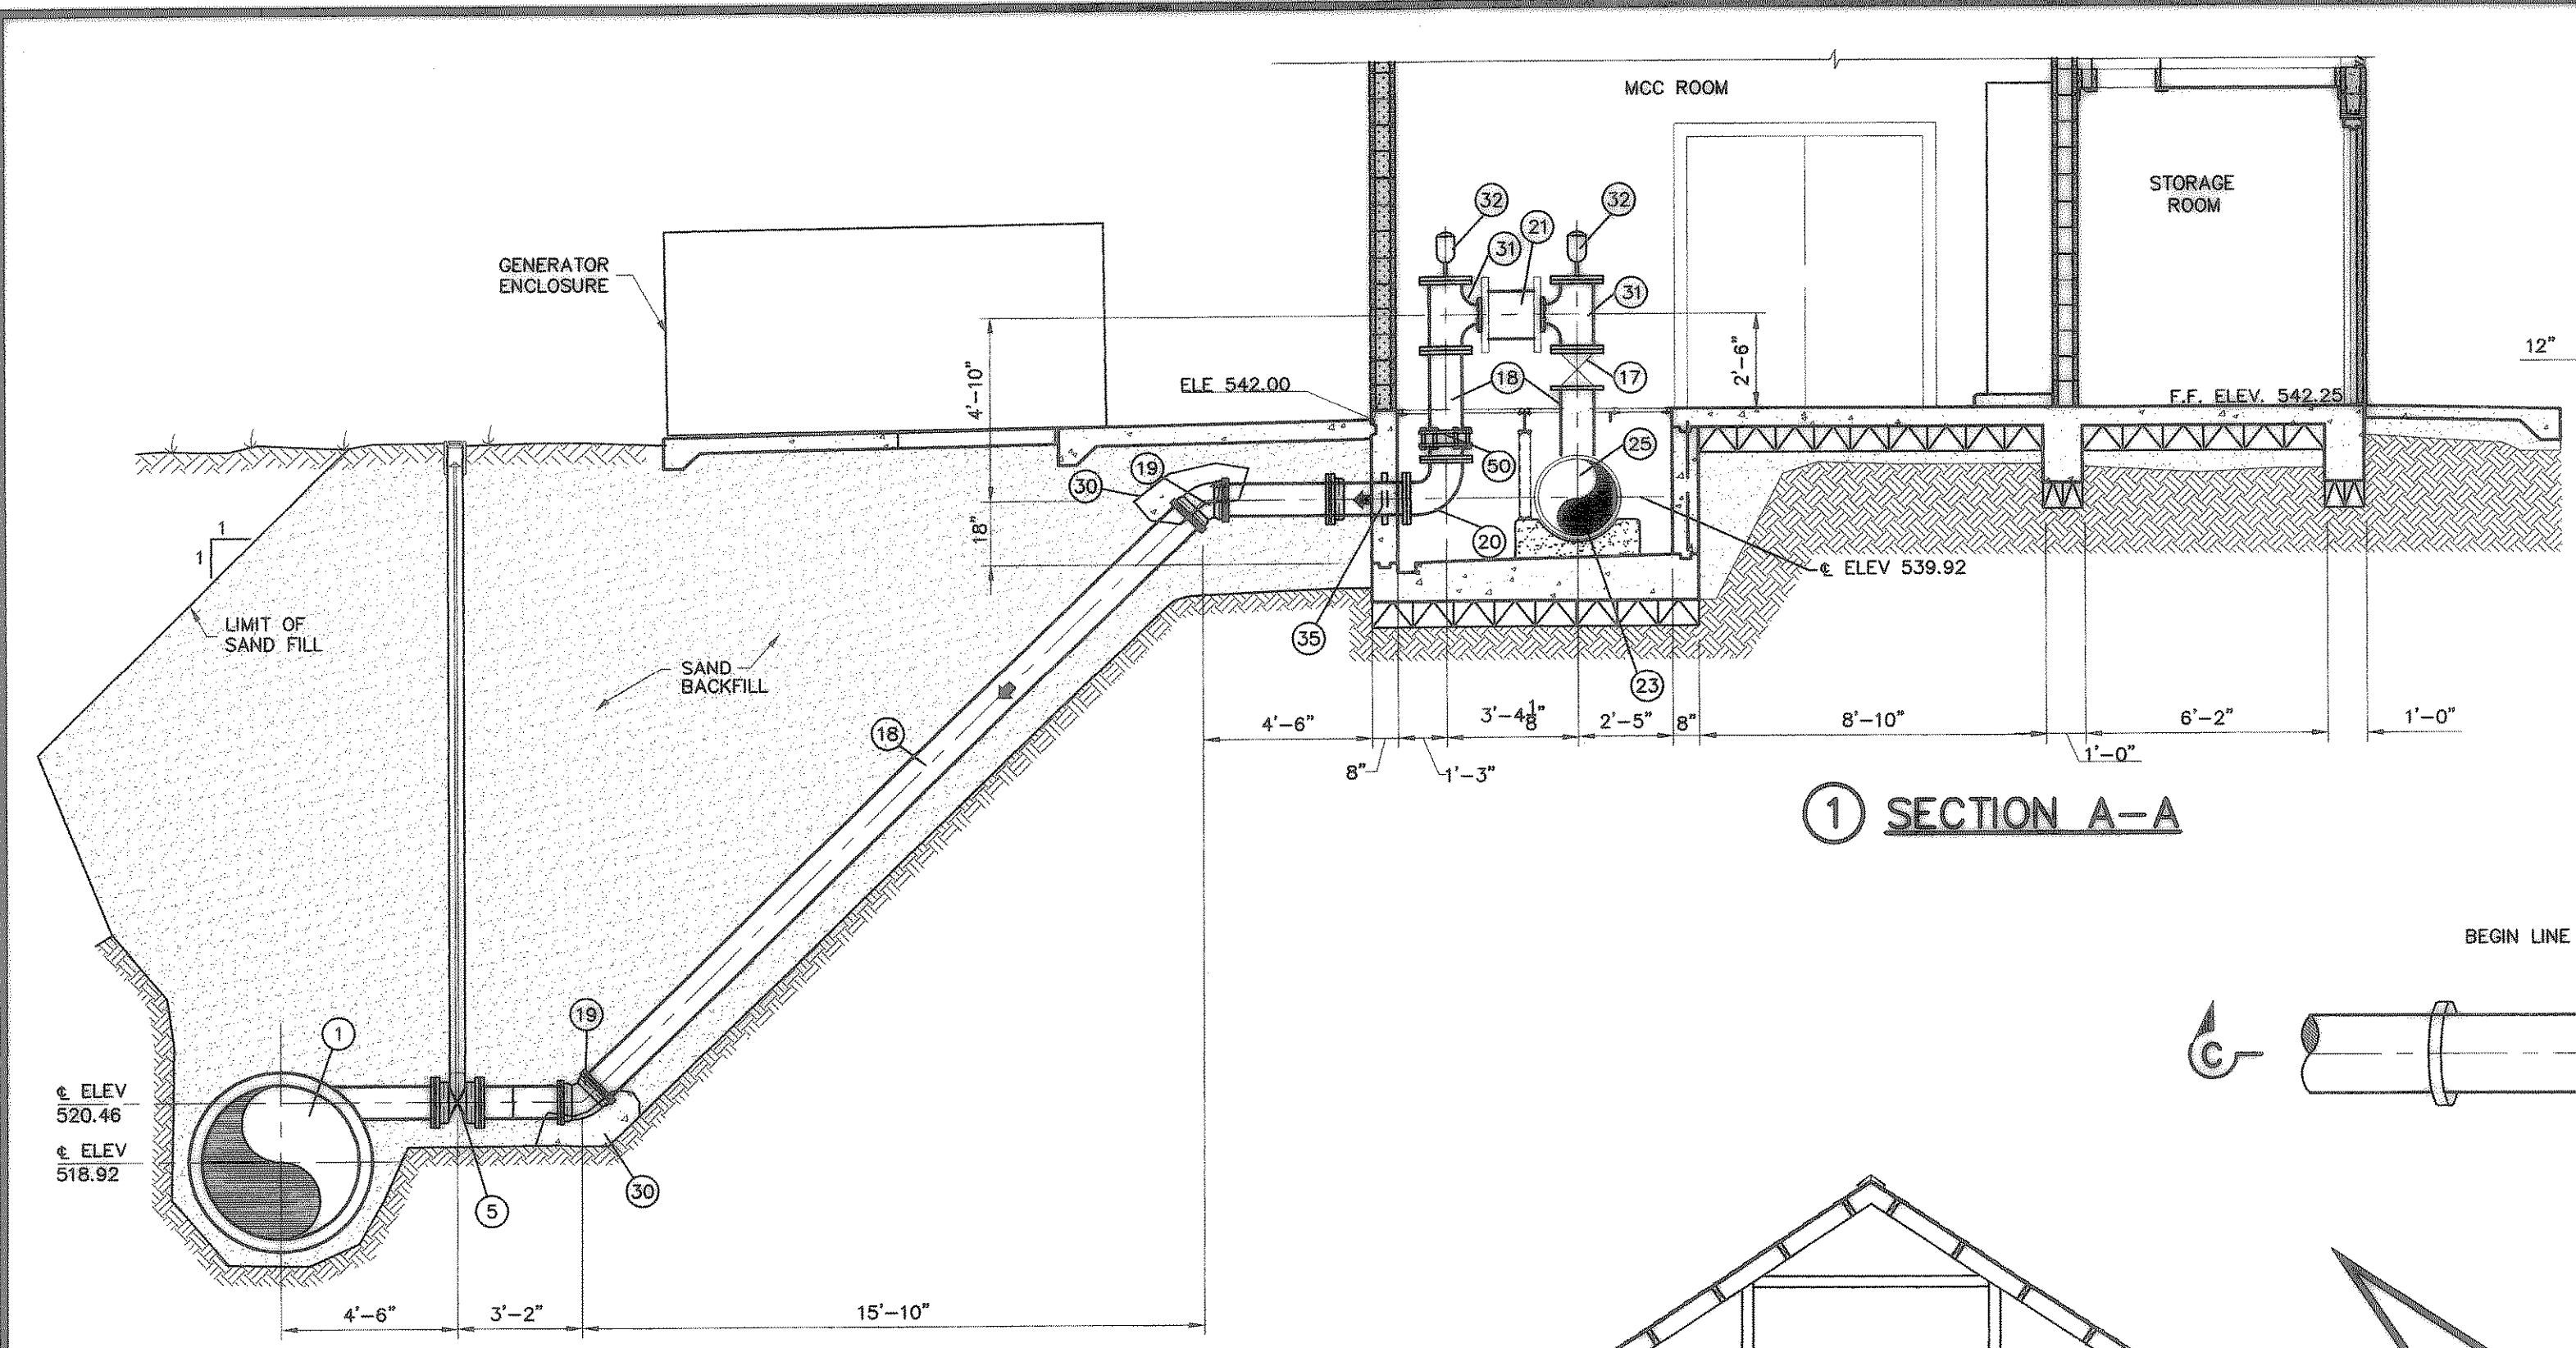 MCC ROOM
STORAGE
ROOM
32
32
21
31
31
GENERATOR
ENCLOSURE
12"
4'-10"
2'-6"
ELE 542.00
18
17
F.F. ELEV. 542.25
50
25
19
30
18"
1
1
20
℄ ELEV 539.92
LIMIT OF
SAND FILL
35
SAND
BACKFILL
23
18
4'-6"
3'-4 1/8"
2'-5"
8"
8'-10"
6'-2"
1'-0"
8"
1'-3"
1'-0"
1 SECTION A-A
BEGIN LINE
19
1
C
℄ ELEV
520.46
℄ ELEV
518.92
30
5
4'-6"
3'-2"
15'-10"